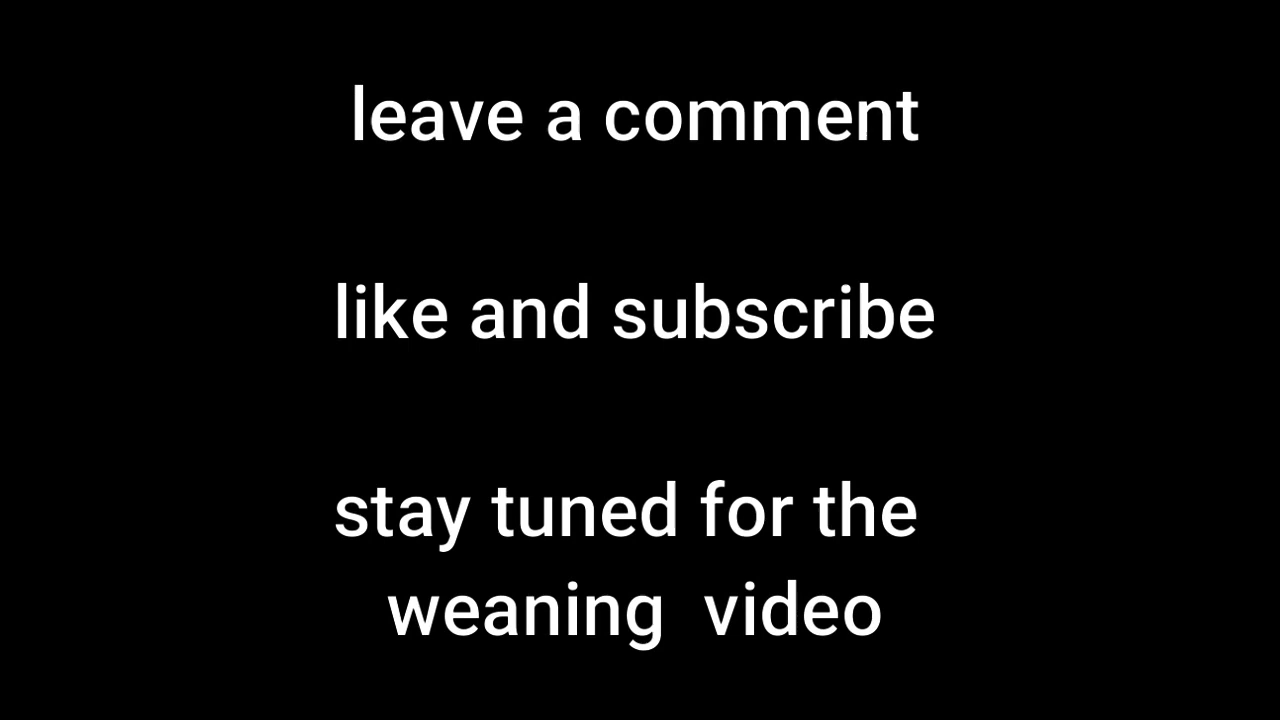 leave a comment
like and subscribe
stay tuned for the
weaning  video